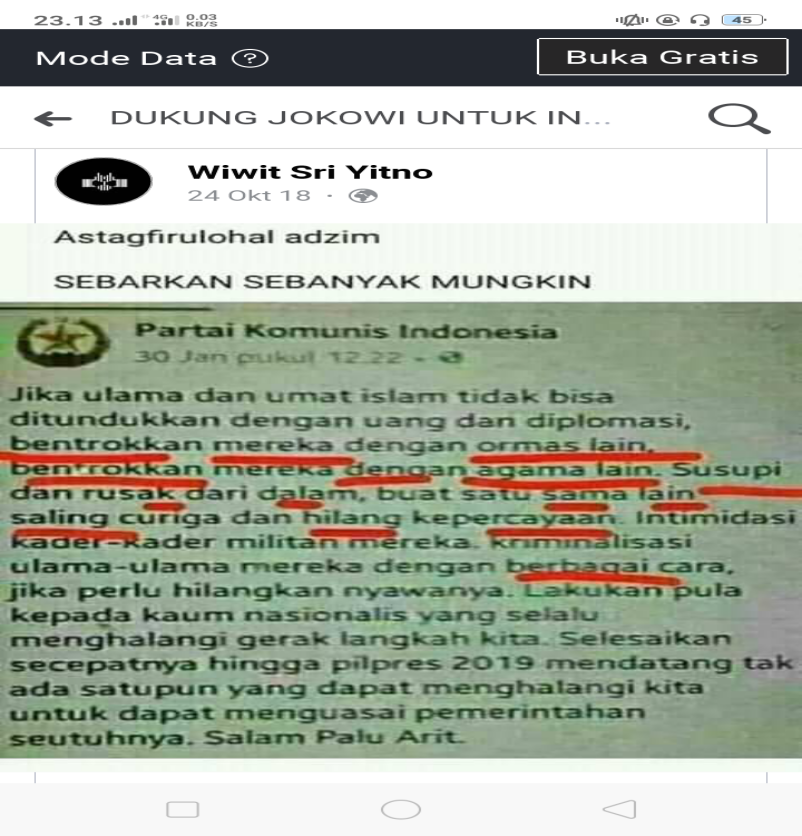 23.13 4G 0.03 KB/S 45
Mode Data ? Buka Gratis
DUKUNG JOKOWI UNTUK IN...
Wiwit Sri Yitno
24 Okt 18 ·
Astagfirulohal adzim
SEBARKAN SEBANYAK MUNGKIN
Partai Komunis Indonesia
30 Jan pukul 12.22 ·
Jika ulama dan umat islam tidak bisa
ditundukkan dengan uang dan diplomasi,
bentrokkan mereka dengan ormas lain,
bentrokkan mereka dengan agama lain. Susupi
dan rusak dari dalam, buat satu sama lain
saling curiga dan hilang kepercayaan. Intimidasi
kader-kader militan mereka. kriminalisasi
ulama-ulama mereka dengan berbagai cara,
jika perlu hilangkan nyawanya. Lakukan pula
kepada kaum nasionalis yang selalu
menghalangi gerak langkah kita. Selesaikan
secepatnya hingga pilpres 2019 mendatang tak
ada satupun yang dapat menghalangi kita
untuk dapat menguasai pemerintahan
seutuhnya. Salam Palu Arit.